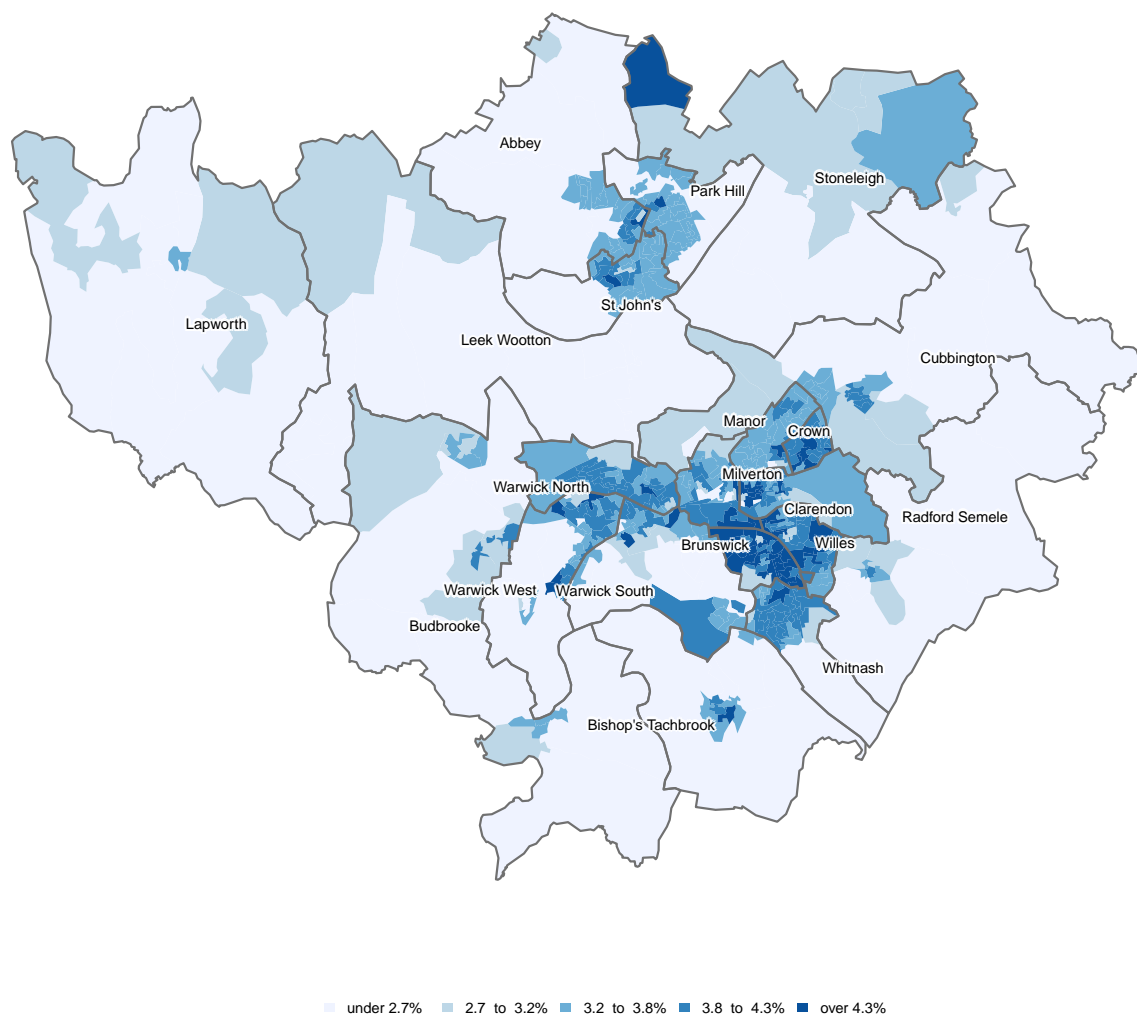 Abbey
Park Hill
Stoneleigh
St John's
Lapworth
Leek Wootton
Cubbington
Manor
Crown
Milverton
Warwick North
Clarendon
Radford Semele
Brunswick
Willes
Warwick West
Warwick South
Budbrooke
Whitnash
Bishop's Tachbrook
under 2.7% 2.7 to 3.2% 3.2 to 3.8% 3.8 to 4.3% over 4.3%